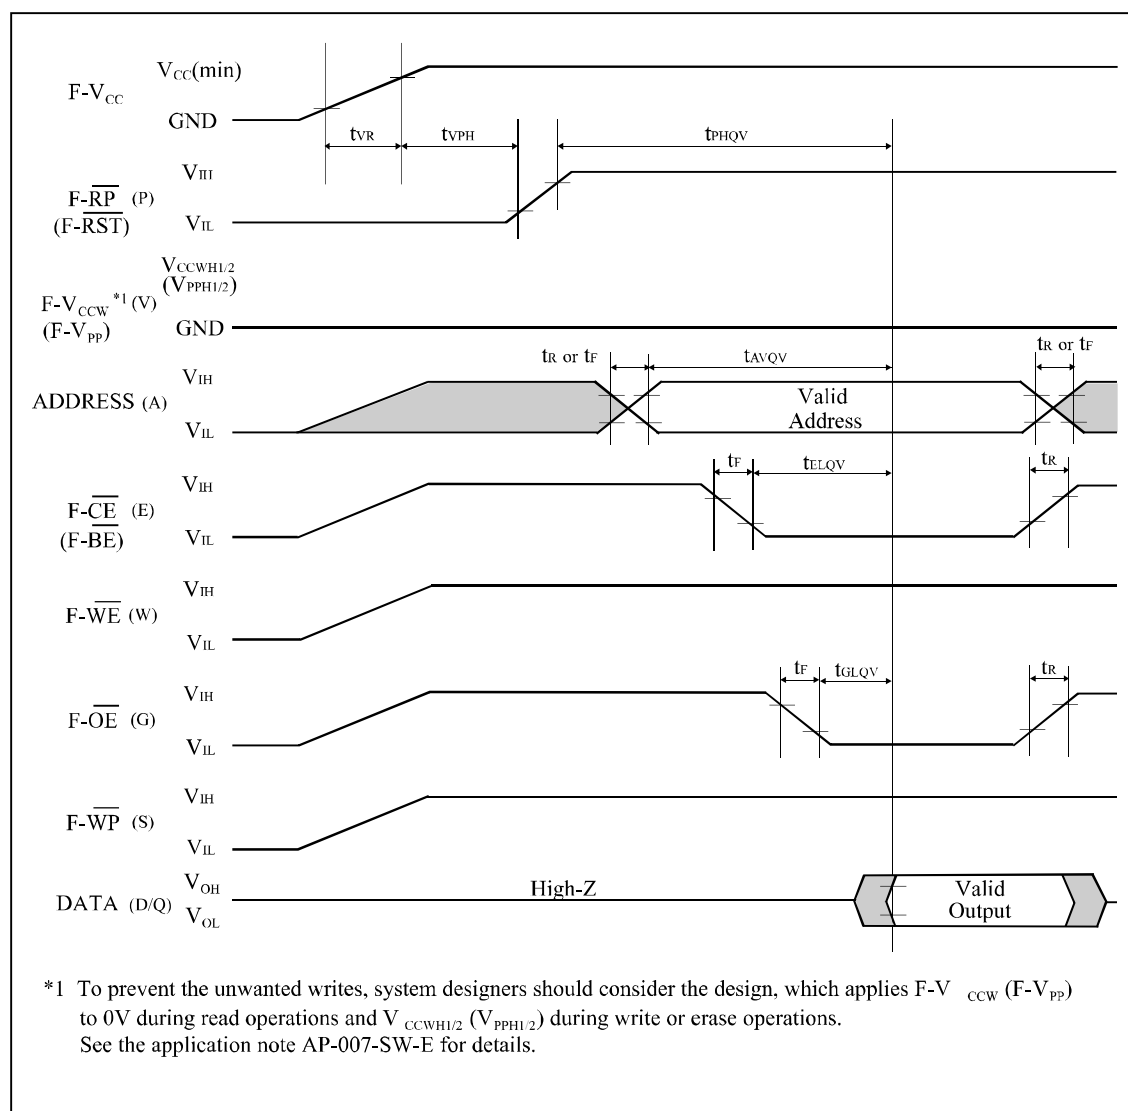 VCC(min)
F-VCC
GND
tVR
tVPH
tPHQV
VIH
F-RP (P)
(F-RST)
VIL
VCCWH1/2
(VPPH1/2)
F-VCCW *1 (V)
(F-VPP)
GND
tR or tF
tAVQV
tR or tF
VIH
ADDRESS (A)
Valid
Address
VIL
tF
tELQV
tR
VIH
F-CE (E)
(F-BE)
VIL
VIH
F-WE (W)
VIL
tF
tGLQV
tR
VIH
F-OE (G)
VIL
VIH
F-WP (S)
VIL
VOH
High-Z
Valid
DATA (D/Q)
Output
VOL
*1 To prevent the unwanted writes, system designers should consider the design, which applies F-V CCW (F-VPP)
to 0V during read operations and V CCWH1/2 (VPPH1/2) during write or erase operations.
See the application note AP-007-SW-E for details.